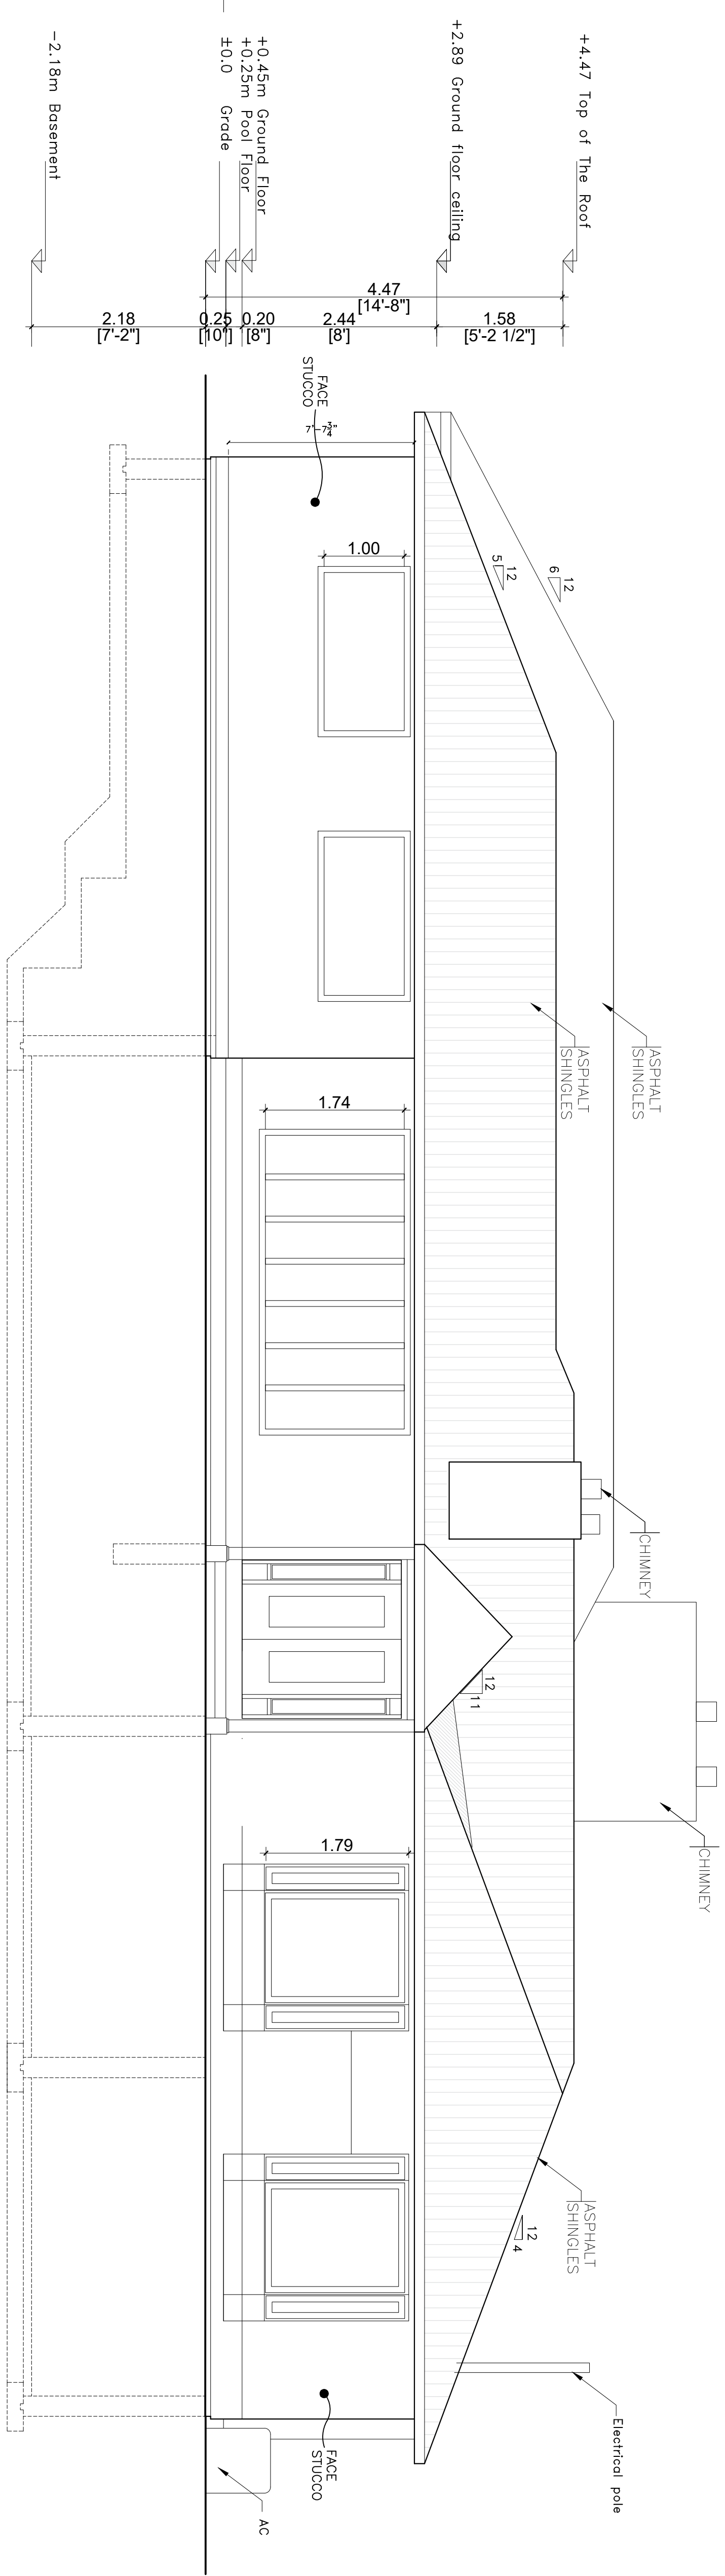 +4.47 Top of The Roof
+2.89 Ground floor ceiling
+0.45m Ground Floor
+0.25m Pool Floor
±0.0 Grade
-2.18m Basement
4.47
[14'-8"]
1.58
[5'-2 1/2"]
2.44
[8']
0.20
[8"]
0.25
[10"]
2.18
[7'-2"]
FACE
STUCCO
7'-7 3/4"
1.00
12
5
12
6
ASPHALT
SHINGLES
ASPHALT
SHINGLES
1.74
CHIMNEY
12
11
CHIMNEY
1.79
ASPHALT
SHINGLES
12
4
Electrical pole
FACE
STUCCO
AC